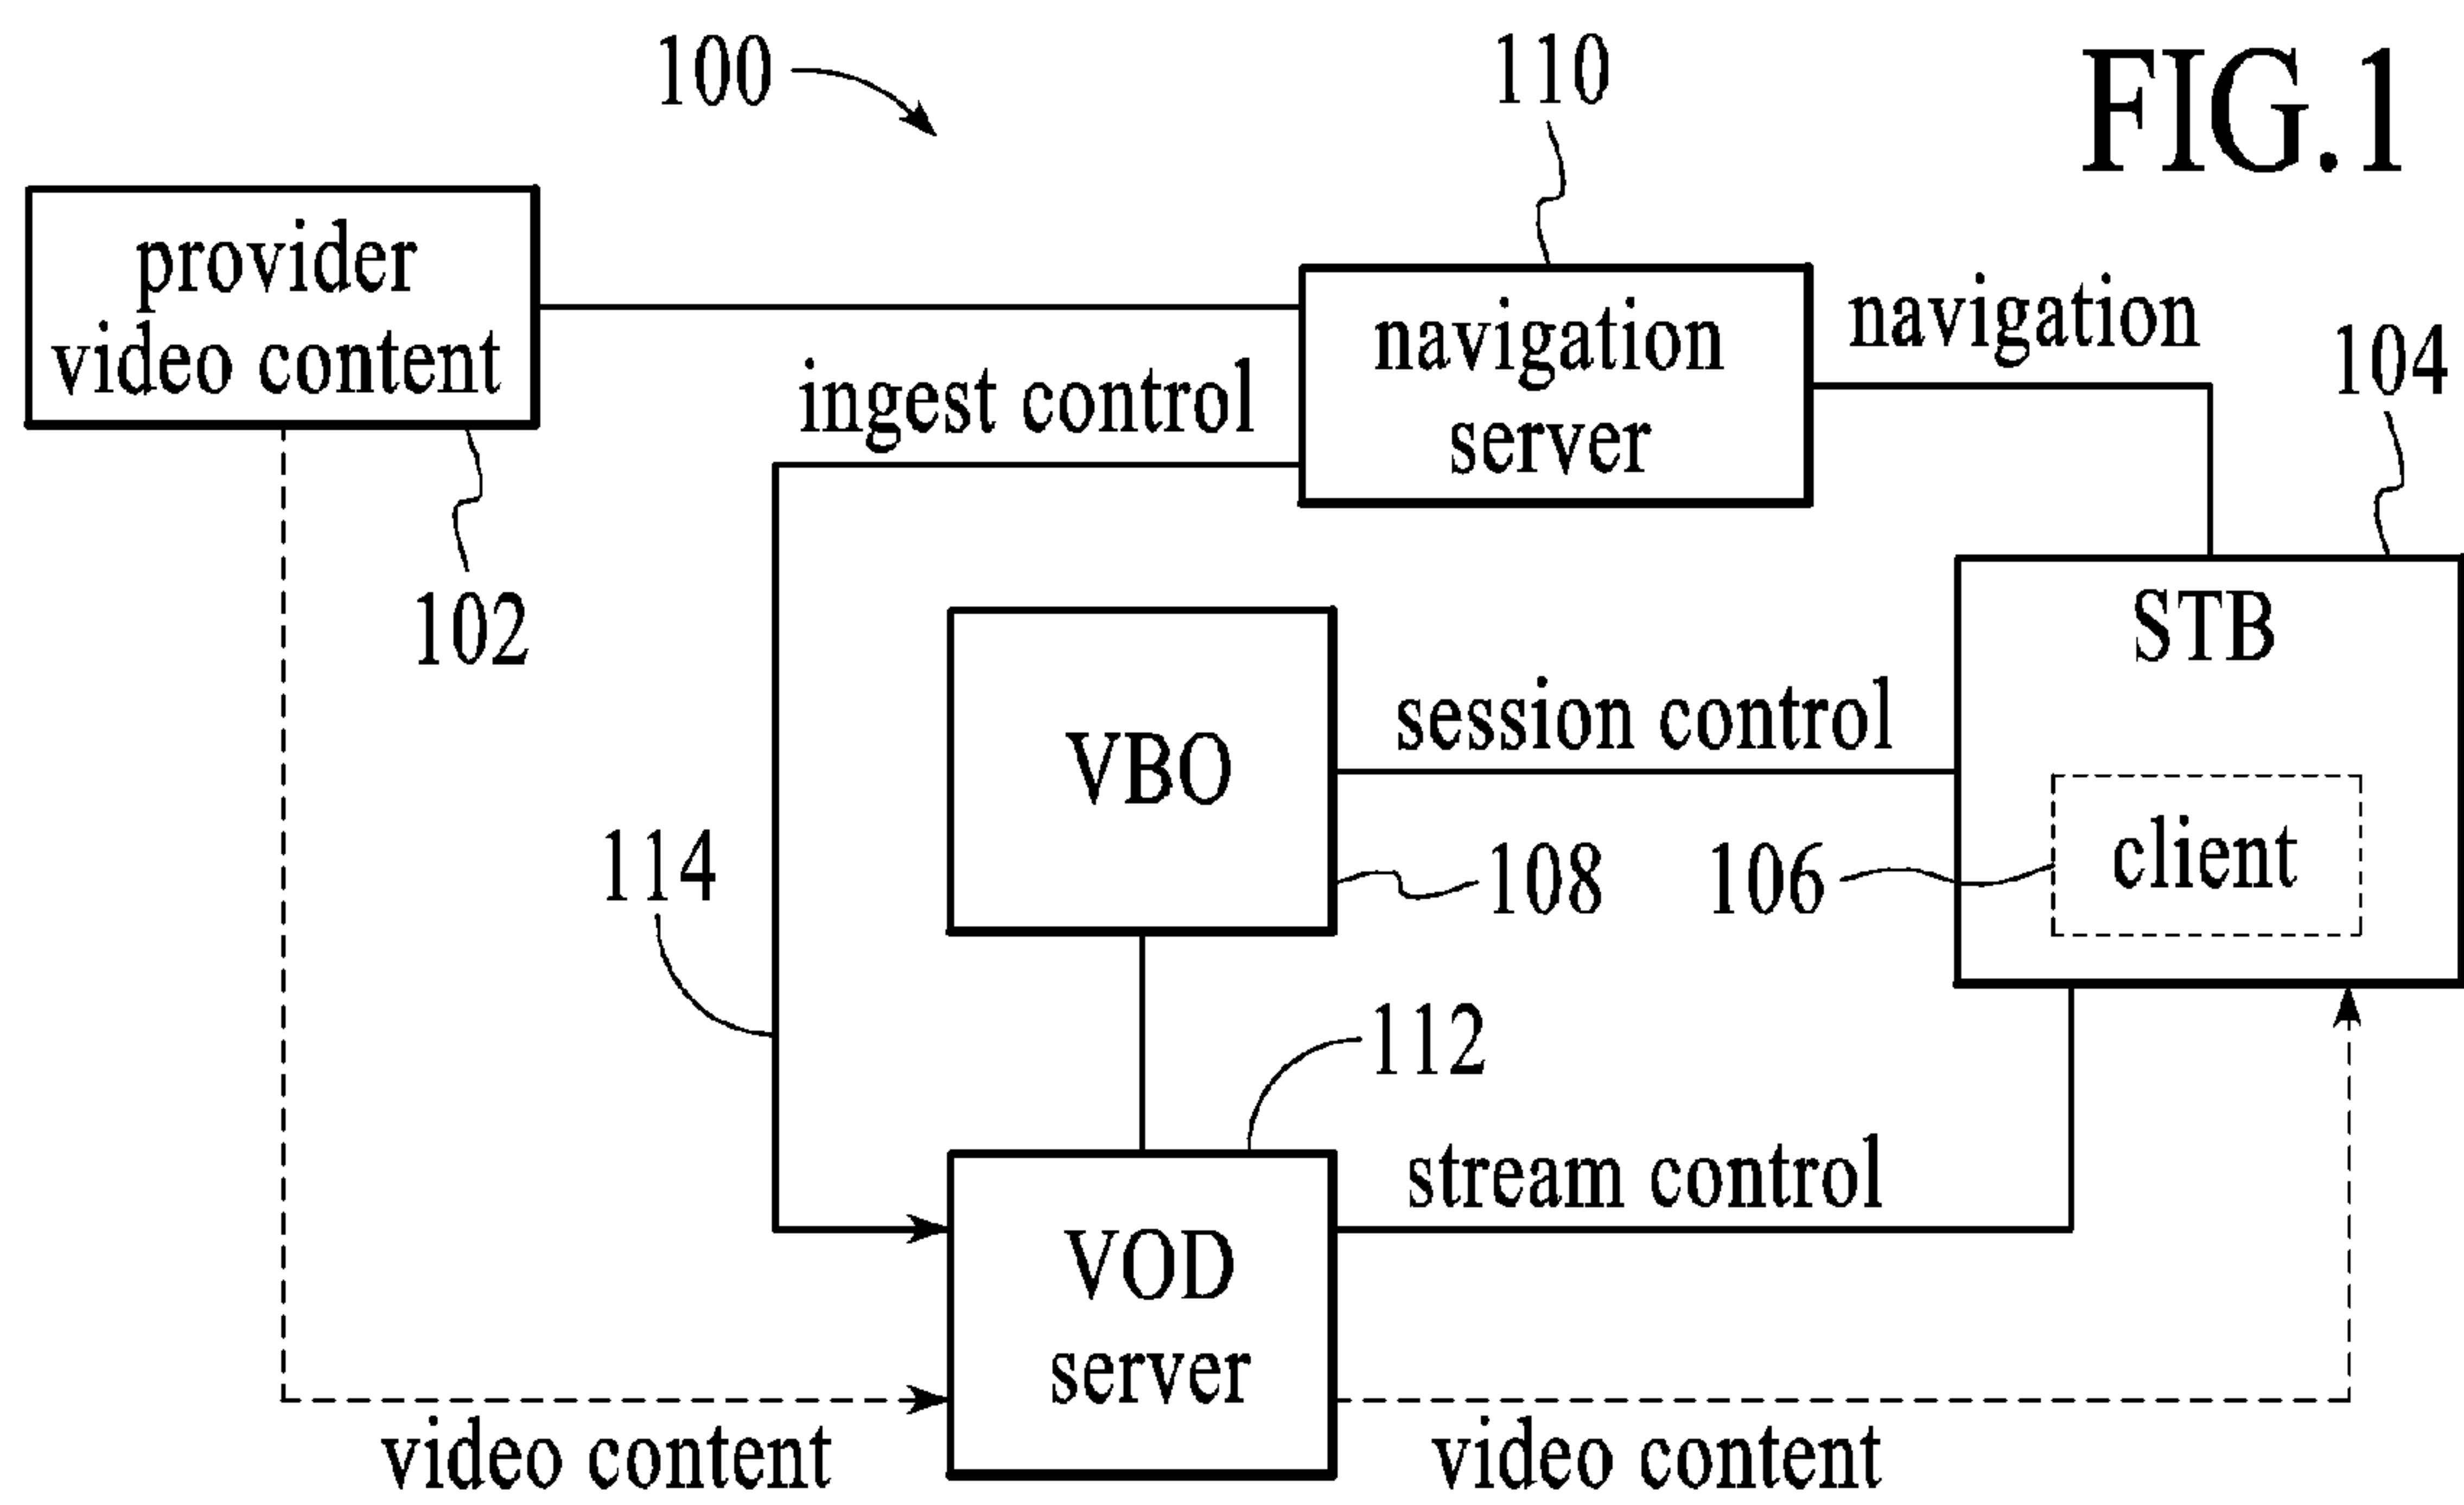 100
110
FIG.1
provider
video content
navigation
server
navigation
104
ingest control
102
STB
VBO
session control
client
114
108
106
112
stream control
VOD
server
video content
video content